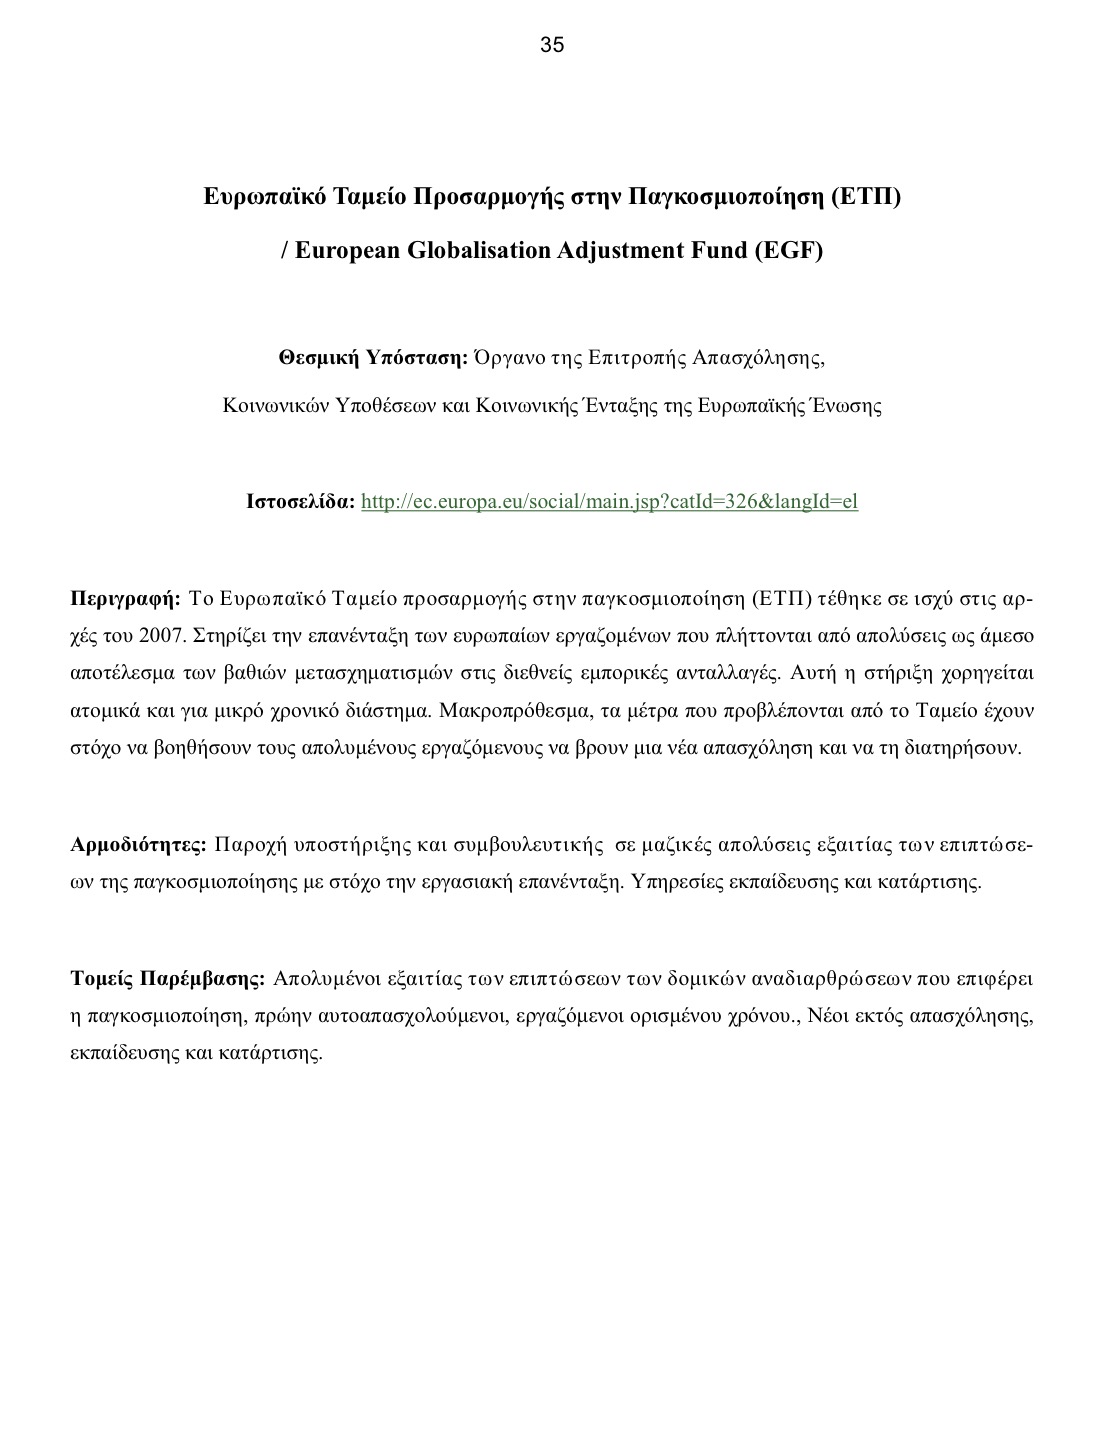 35
Ευρωπαϊκό Ταμείο Προσαρμογής στην Παγκοσμιοποίηση (ΕΤΠ)
/ European Globalisation Adjustment Fund (EGF)
Θεσμική Υπόσταση: Όργανο της Επιτροπής Απασχόλησης,
Κοινωνικών Υποθέσεων και Κοινωνικής Ένταξης της Ευρωπαϊκής Ένωσης
Ιστοσελίδα: http://ec.europa.eu/social/main.jsp?catId=326&langId=el
Περιγραφή: Το Ευρωπαϊκό Ταμείο προσαρμογής στην παγκοσμιοποίηση (ΕΤΠ) τέθηκε σε ισχύ στις αρ-
χές του 2007. Στηρίζει την επανένταξη των ευρωπαίων εργαζομένων που πλήττονται από απολύσεις ως άμεσο
αποτέλεσμα των βαθιών μετασχηματισμών στις διεθνείς εμπορικές ανταλλαγές. Αυτή η στήριξη χορηγείται
ατομικά και για μικρό χρονικό διάστημα. Μακροπρόθεσμα, τα μέτρα που προβλέπονται από το Ταμείο έχουν
στόχο να βοηθήσουν τους απολυμένους εργαζόμενους να βρουν μια νέα απασχόληση και να τη διατηρήσουν.
Αρμοδιότητες: Παροχή υποστήριξης και συμβουλευτικής  σε μαζικές απολύσεις εξαιτίας των επιπτώσε-
ων της παγκοσμιοποίησης με στόχο την εργασιακή επανένταξη. Υπηρεσίες εκπαίδευσης και κατάρτισης.
Τομείς Παρέμβασης: Απολυμένοι εξαιτίας των επιπτώσεων των δομικών αναδιαρθρώσεων που επιφέρει
η παγκοσμιοποίηση, πρώην αυτοαπασχολούμενοι, εργαζόμενοι ορισμένου χρόνου., Νέοι εκτός απασχόλησης,
εκπαίδευσης και κατάρτισης.